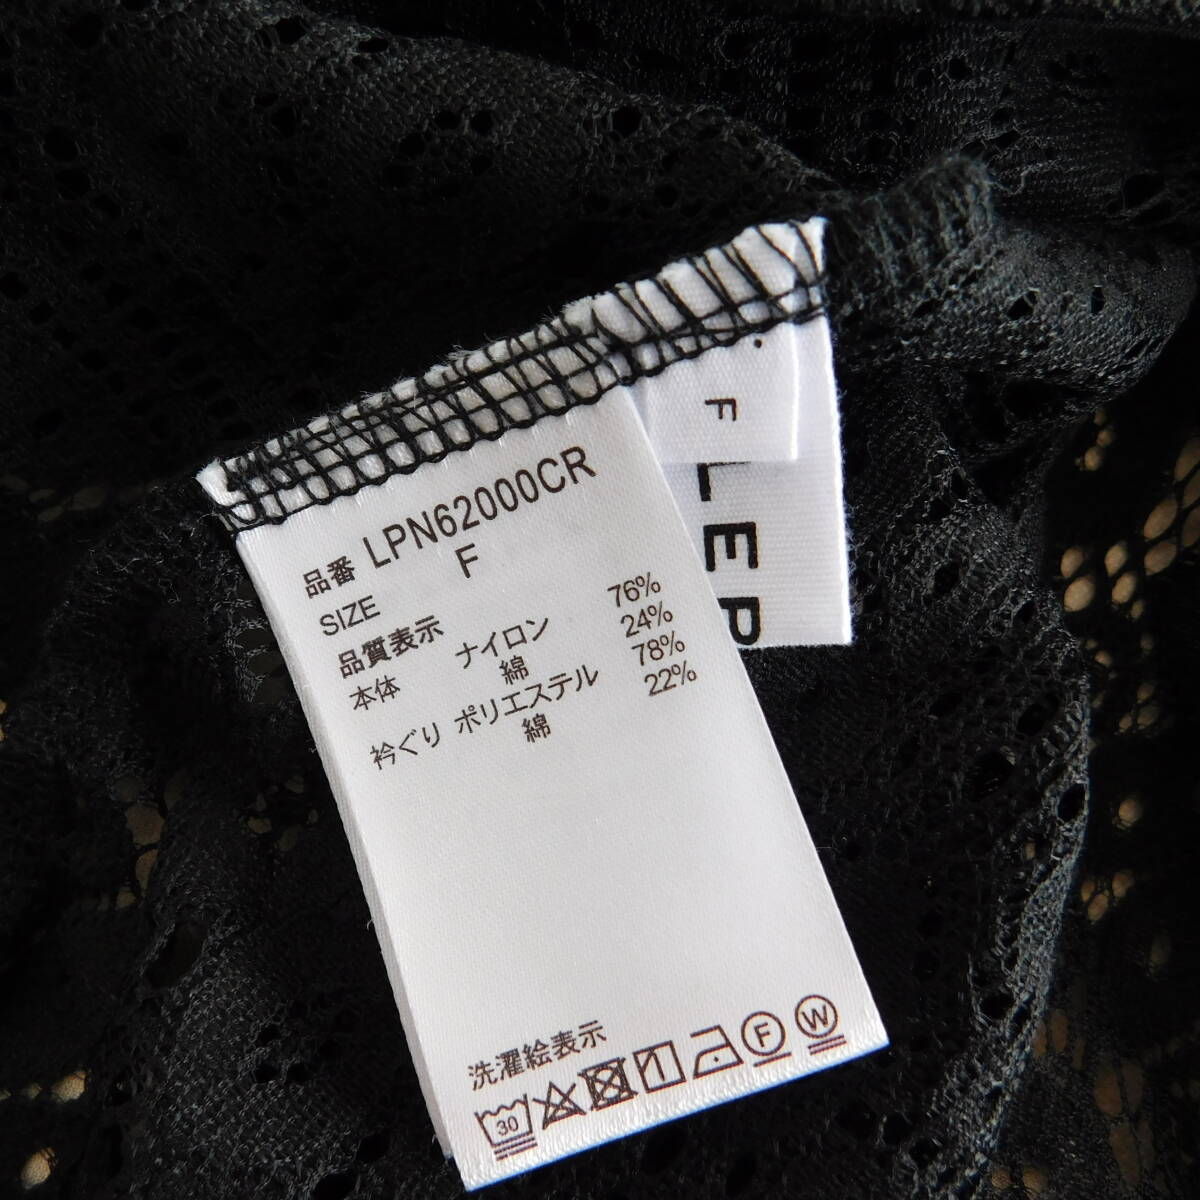 品番 LPN62000CR
SIZE F
品質表示
本体 ナイロン 76%
綿 24%
衿ぐり ポリエステル 78%
綿 22%
洗濯絵表示
30 F W
F
LEP